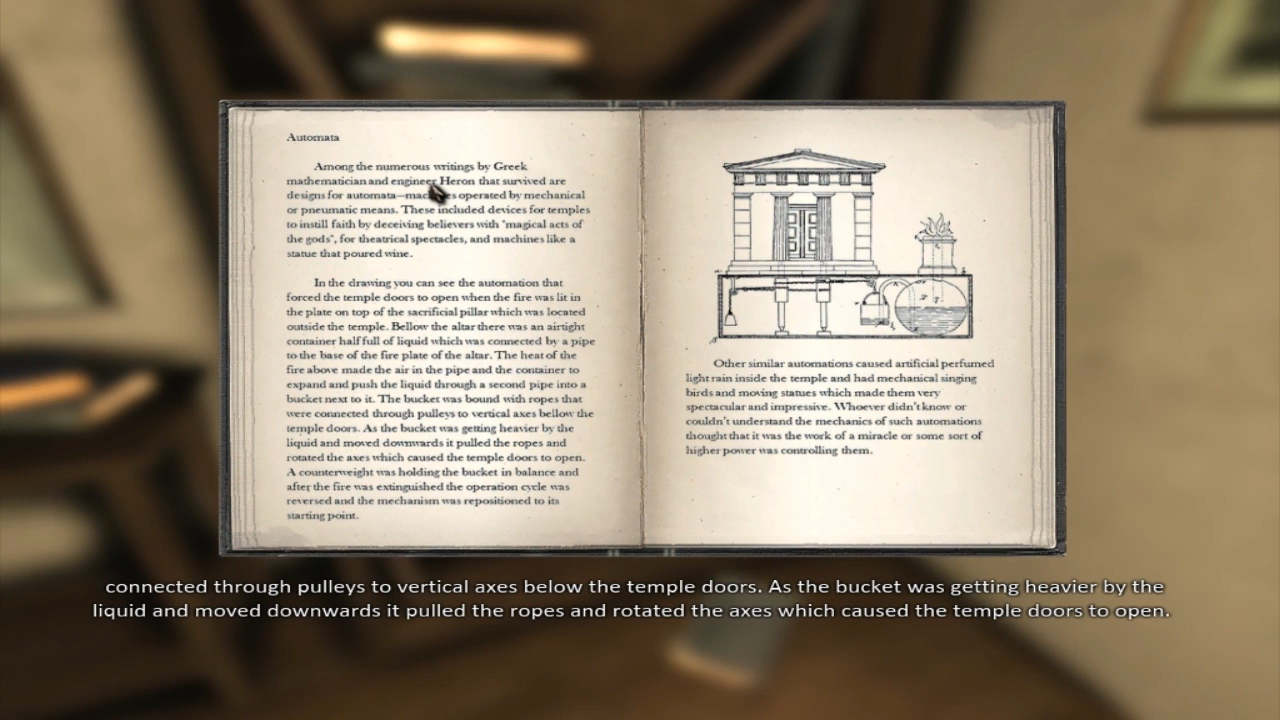 Automata
Among the numerous writings by Greek
mathematician and engineer Heron that survived are
designs for automata—machines operated by mechanical
or pneumatic means. These included devices for temples
to instill faith by deceiving believers with "magical acts of
the gods", for theatrical spectacles, and machines like a
statue that poured wine.
In the drawing you can see the automation that
forced the temple doors to open when the fire was lit in
the plate on top of the sacrificial pillar which was located
outside the temple. Bellow the altar there was an airtight
container half full of liquid which was connected by a pipe
to the base of the fire plate of the altar. The heat of the
fire above made the air in the pipe and the container to
expand and push the liquid through a second pipe into a
bucket next to it. The bucket was bound with ropes that
were connected through pulleys to vertical axes bellow the
temple doors. As the bucket was getting heavier by the
liquid and moved downwards it pulled the ropes and
rotated the axes which caused the temple doors to open.
A counterweight was holding the bucket in balance and
after the fire was extinguished the operation cycle was
reversed and the mechanism was repositioned to its
starting point.
Other similar automations caused artificial perfumed
light rain inside the temple and had mechanical singing
birds and moving statues which made them very
spectacular and impressive. Whoever didn't know or
couldn't understand the mechanics of such automations
thought that it was the work of a miracle or some sort of
higher power was controlling them.
connected through pulleys to vertical axes below the temple doors. As the bucket was getting heavier by the
liquid and moved downwards it pulled the ropes and rotated the axes which caused the temple doors to open.